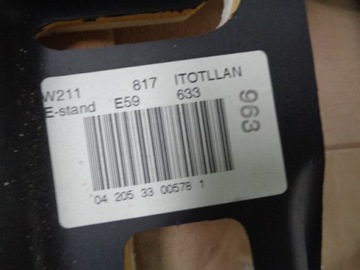 W211 817 ITOTLLAN
E-stand E59 633
963
04 205 33 00578 1